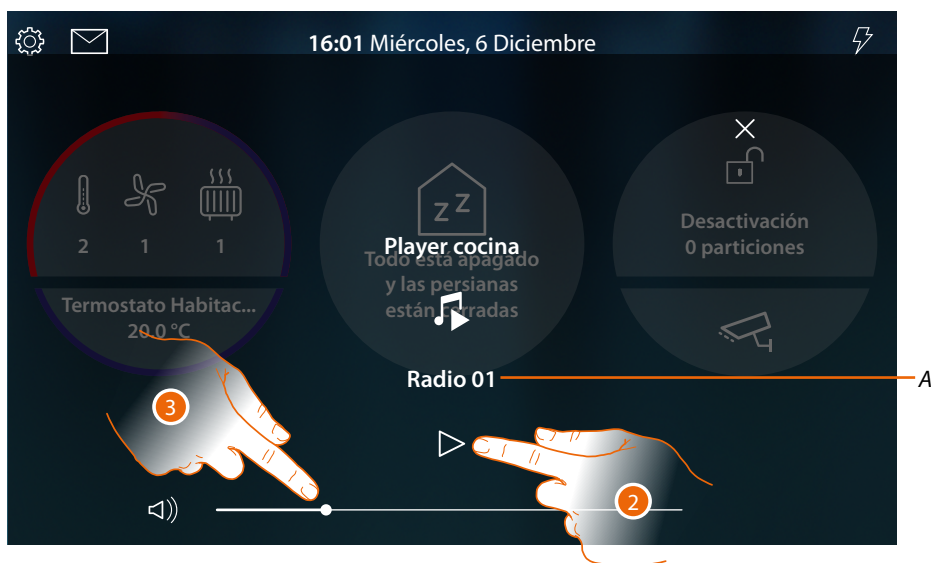 16:01 Miércoles, 6 Diciembre
2 1 1
Termostato Habitac...
20.0 °C
Z Z
Player cocina
Todo está apagado
y las persianas
están cerradas
Desactivación
0 particiones
Radio 01
A
3
2